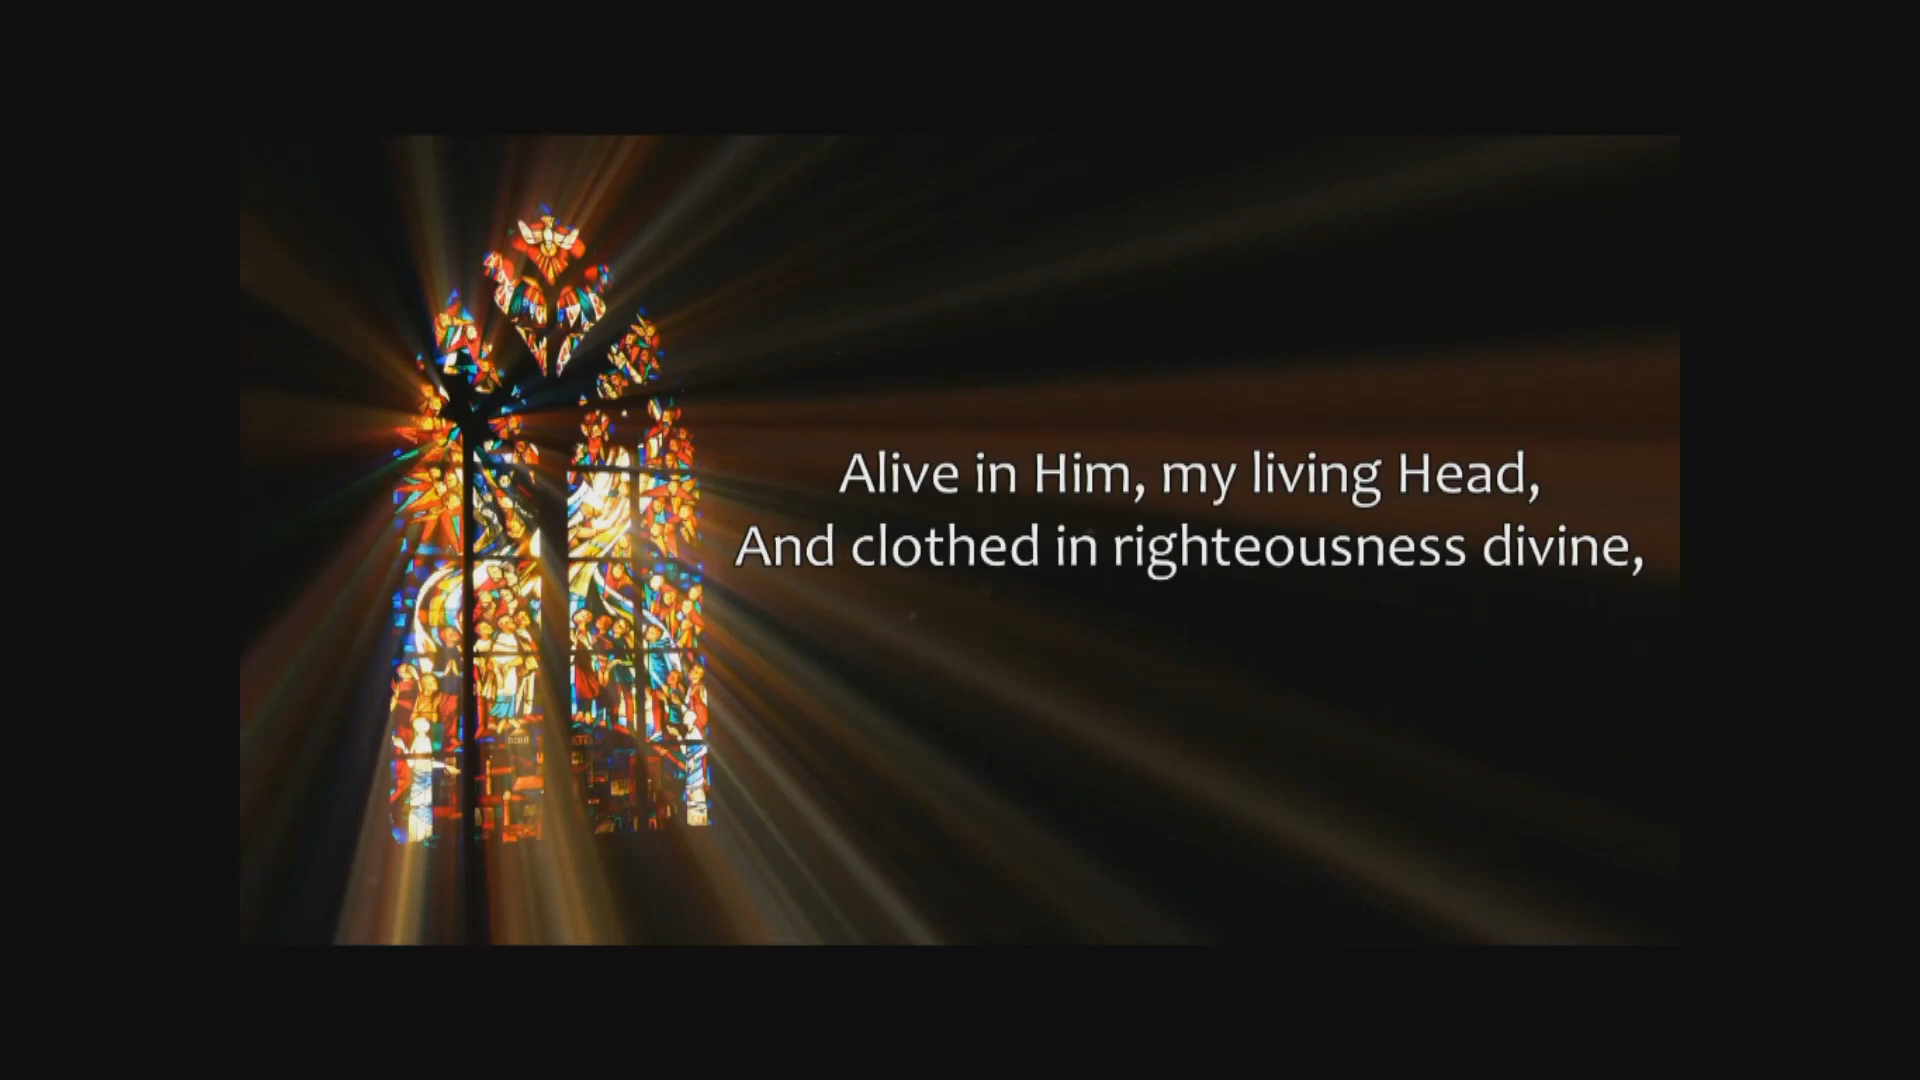 Alive in Him, my living Head,
And clothed in righteousness divine,